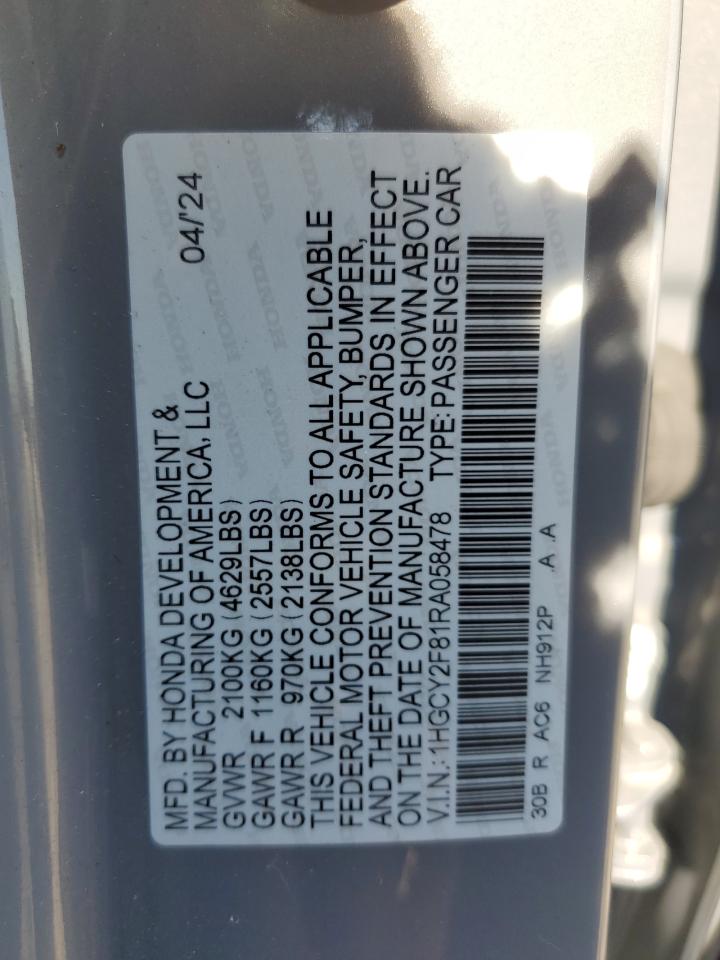 MFD. BY HONDA DEVELOPMENT &
MANUFACTURING OF AMERICA, LLC 04/'24
GVWR 2100KG (4629LBS)
GAWR F 1160KG (2557LBS)
GAWR R 970KG (2138LBS)
THIS VEHICLE CONFORMS TO ALL APPLICABLE
FEDERAL MOTOR VEHICLE SAFETY, BUMPER,
AND THEFT PREVENTION STANDARDS IN EFFECT
ON THE DATE OF MANUFACTURE SHOWN ABOVE.
V.I.N.:1HGCY2F81RA058478 TYPE:PASSENGER CAR
30B R AC6 NH912P .A .A